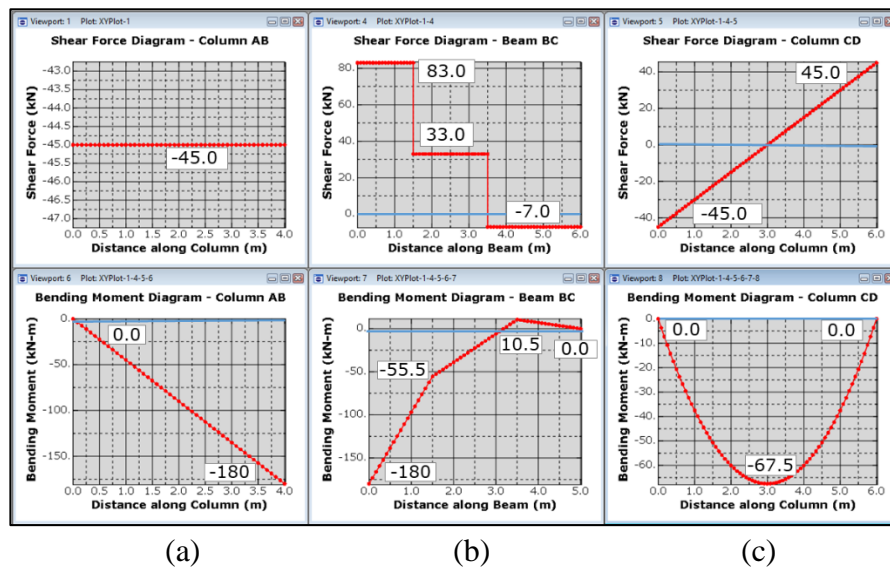 Viewport: 1 Plot: XYPlot-1
Shear Force Diagram - Column AB
Shear Force (kN)
-43.0
-43.5
-44.0
-44.5
-45.0
-45.5
-46.0
-46.5
-47.0
-45.0
0.0 0.5 1.0 1.5 2.0 2.5 3.0 3.5 4.0
Distance along Column (m)
Viewport: 4 Plot: XYPlot-1-4
Shear Force Diagram - Beam BC
Shear Force (kN)
80.
60.
40.
20.
0.
83.0
33.0
-7.0
0.0 1.0 2.0 3.0 4.0 5.0 6.0
Distance along Beam (m)
Viewport: 5 Plot: XYPlot-1-4-5
Shear Force Diagram - Column CD
Shear Force (kN)
40.
20.
0.
-20.
-40.
45.0
-45.0
0.0 1.0 2.0 3.0 4.0 5.0 6.0
Distance along Column (m)
Viewport: 6 Plot: XYPlot-1-4-5-6
Bending Moment Diagram - Column AB
Bending Moment (kN-m)
0.
-50.
-100.
-150.
0.0
-180
0.0 0.5 1.0 1.5 2.0 2.5 3.0 3.5 4.0
Distance along Column (m)
Viewport: 7 Plot: XYPlot-1-4-5-6-7
Bending Moment Diagram - Beam BC
Bending Moment (kN-m)
0.
-50.
-100.
-150.
-55.5
10.5
0.0
-180
0.0 1.0 2.0 3.0 4.0 5.0 6.0
Distance along Beam (m)
Viewport: 8 Plot: XYPlot-1-4-5-6-7-8
Bending Moment Diagram - Column CD
Bending Moment (kN-m)
0.
-10.
-20.
-30.
-40.
-50.
-60.
0.0
0.0
-67.5
0.0 1.0 2.0 3.0 4.0 5.0 6.0
Distance along Column (m)
(a) (b) (c)